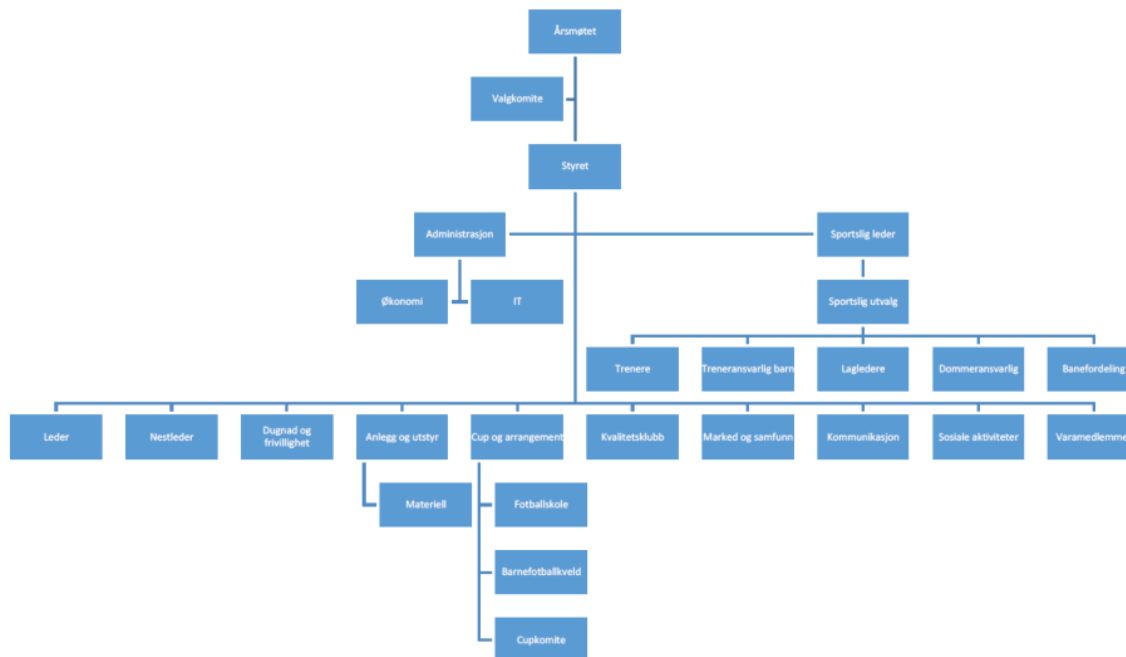 Årsmøtet
Valgkomite
Styret
Administrasjon
Sportslig leder
Økonomi
IT
Sportslig utvalg
Trenere
Treneransvarlig barn
Lagledere
Dommeransvarlig
Banefordeling
Leder
Nestleder
Dugnad og
frivillighet
Anlegg og utstyr
Cup og arrangement
Kvalitetsklubb
Marked og samfunn
Kommunikasjon
Sosiale aktiviteter
Varamedlemme
Materiell
Fotballskole
Barnefotballkveld
Cupkomite